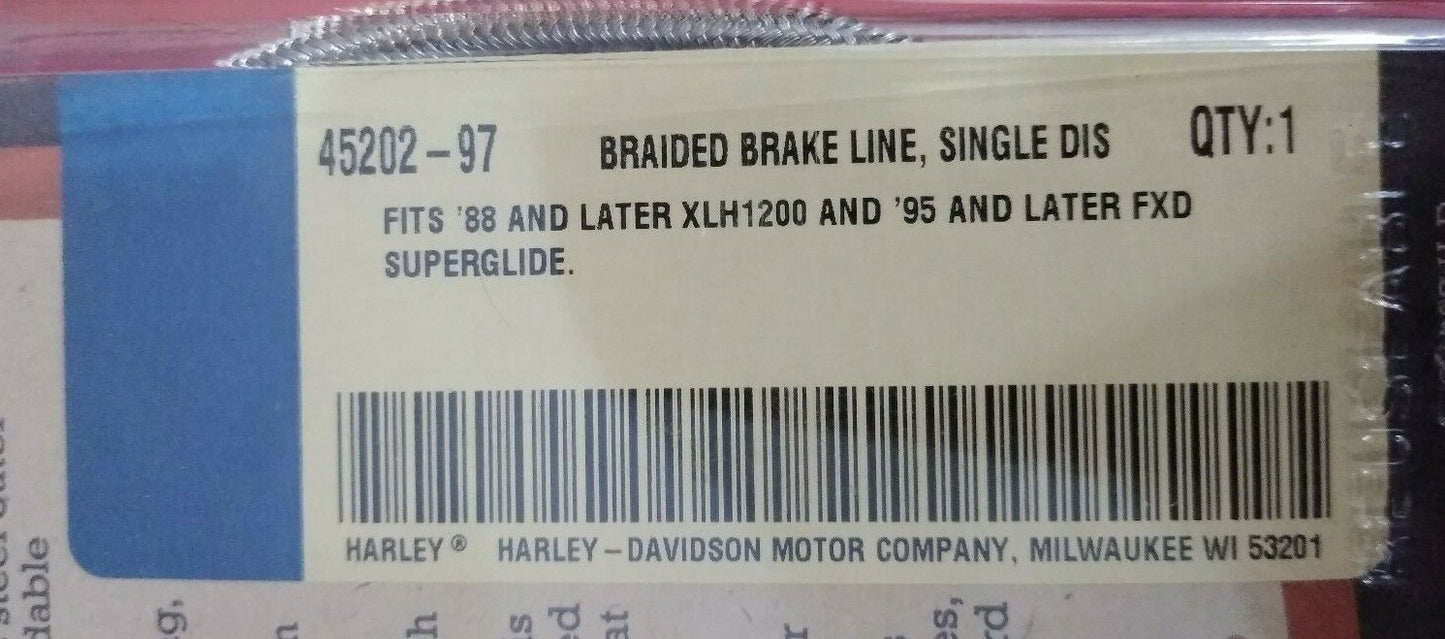 45202-97 BRAIDED BRAKE LINE, SINGLE DIS QTY:1
FITS '88 AND LATER XLH1200 AND '95 AND LATER FXD
SUPERGLIDE.
HARLEY® HARLEY-DAVIDSON MOTOR COMPANY, MILWAUKEE WI 53201
dable